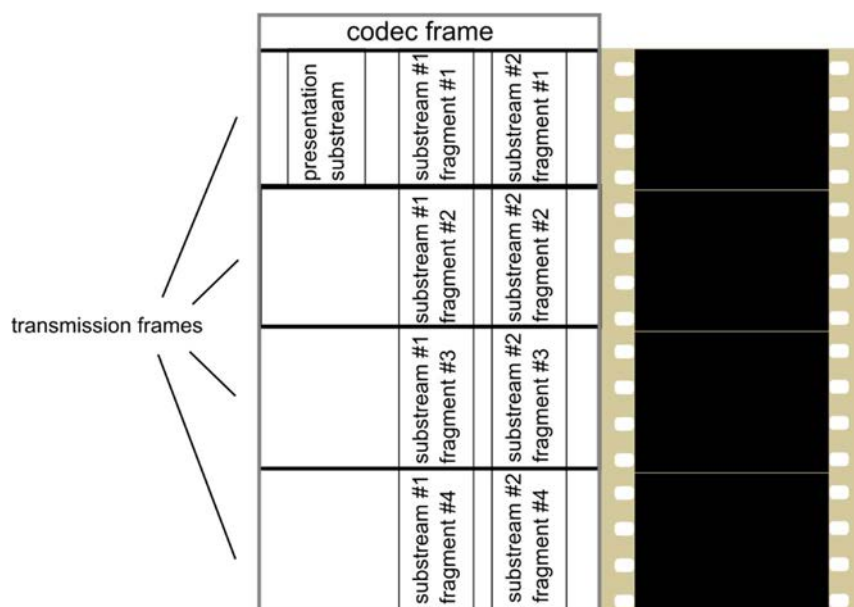 codec frame
presentation
substream
substream #1
fragment #1
substream #2
fragment #1
substream #1
fragment #2
substream #2
fragment #2
transmission frames
substream #1
fragment #3
substream #2
fragment #3
substream #1
fragment #4
substream #2
fragment #4